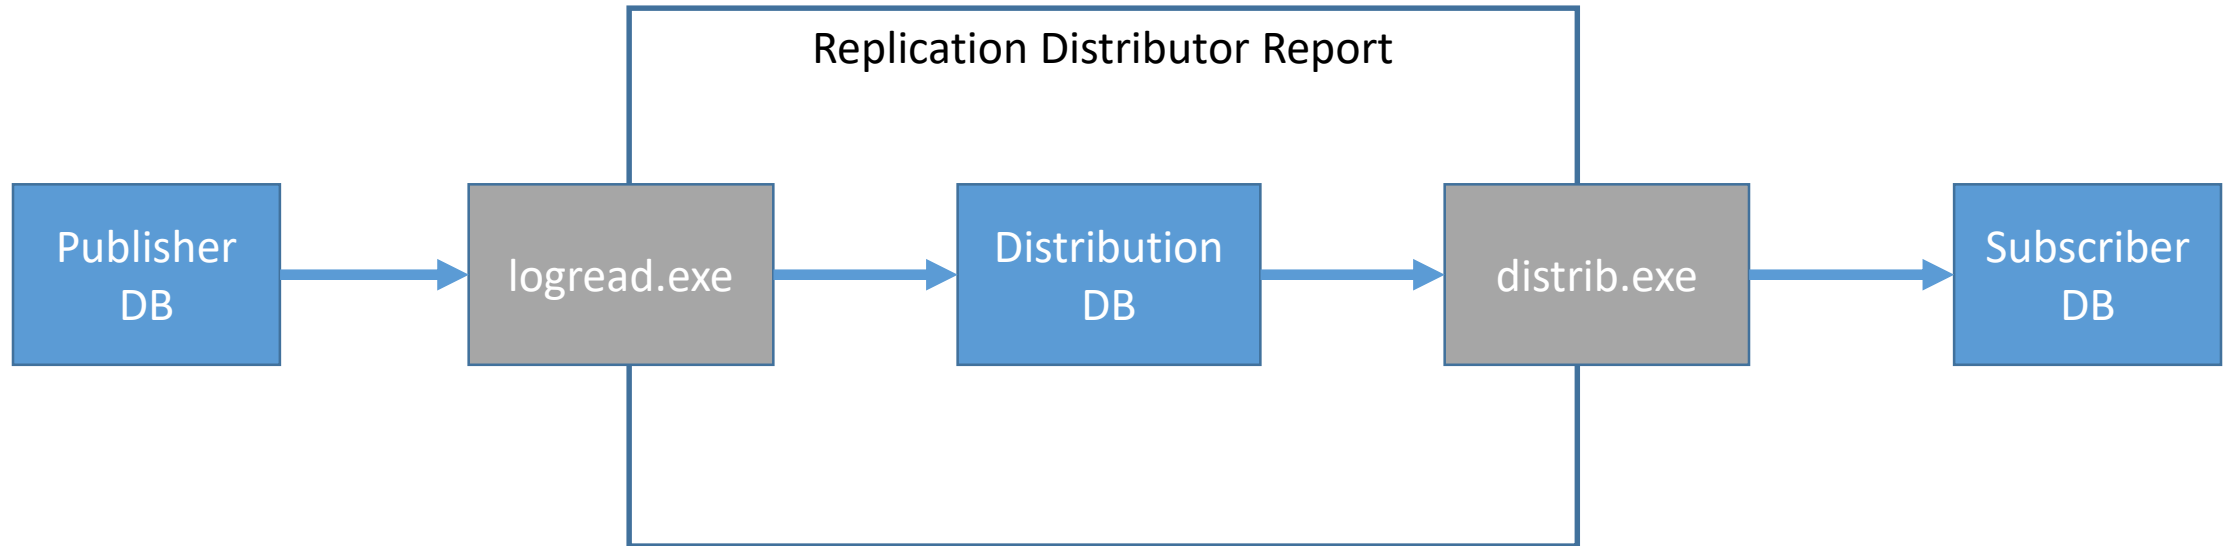 Replication Distributor Report
Publisher
DB
logread.exe
Distribution
DB
distrib.exe
Subscriber
DB